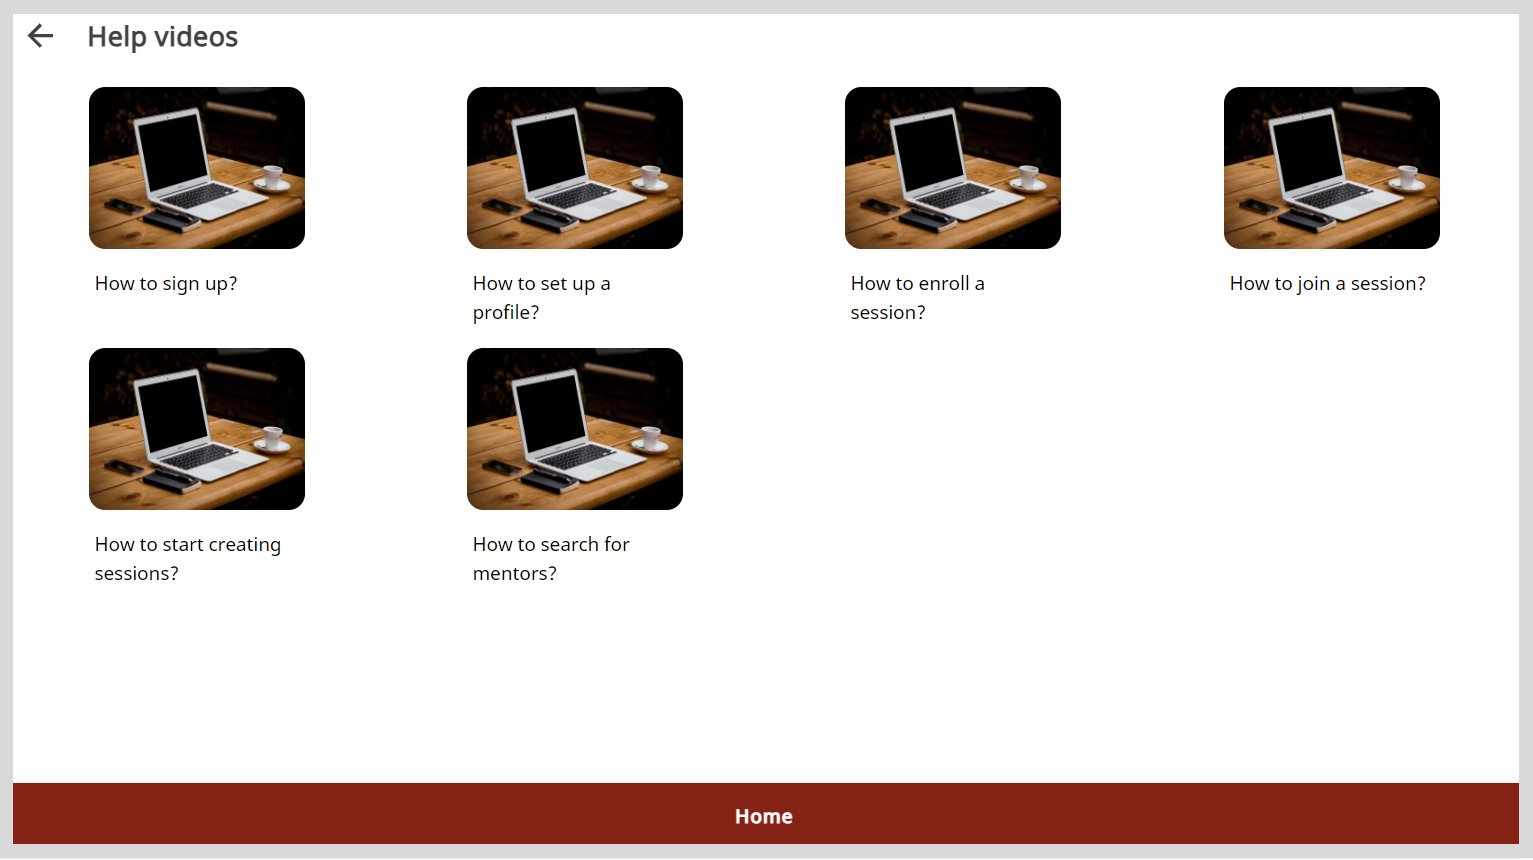 Help videos
How to sign up?
How to set up a
profile?
How to enroll a
session?
How to join a session?
How to start creating
sessions?
How to search for
mentors?
Home